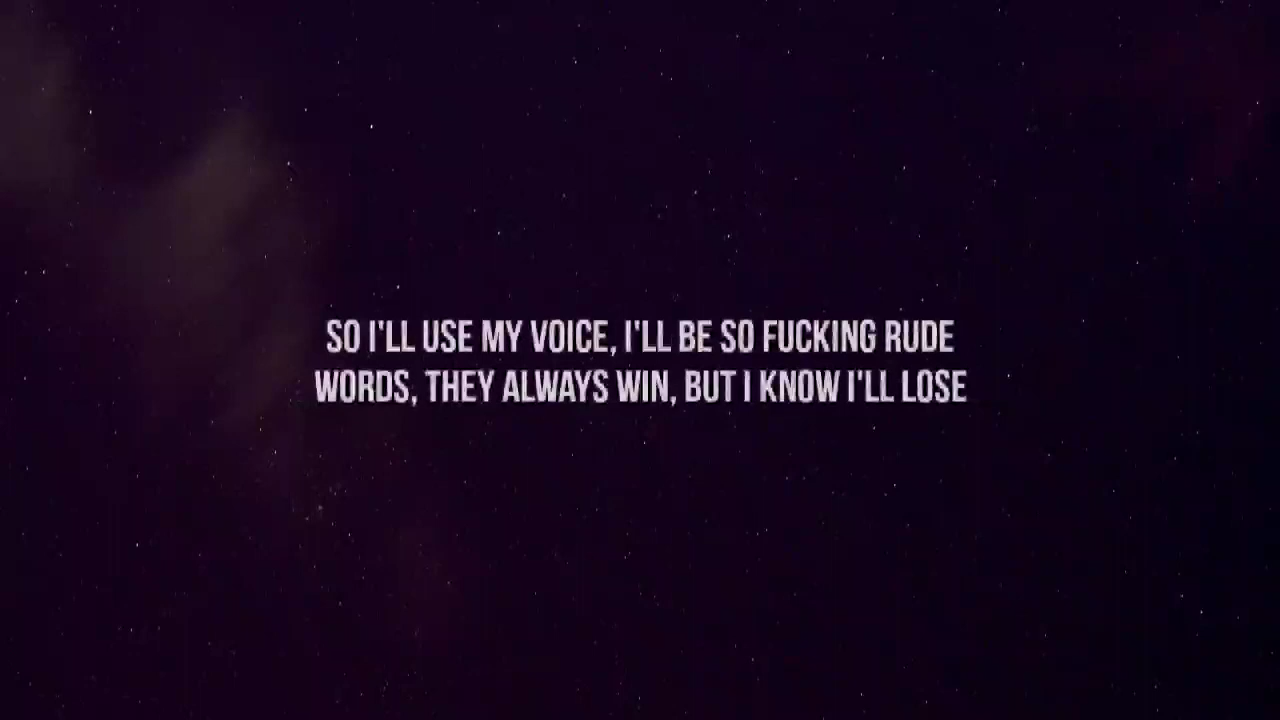 SO I'LL USE MY VOICE, I'LL BE SO FUCKING RUDE
WORDS, THEY ALWAYS WIN, BUT I KNOW I'LL LOSE